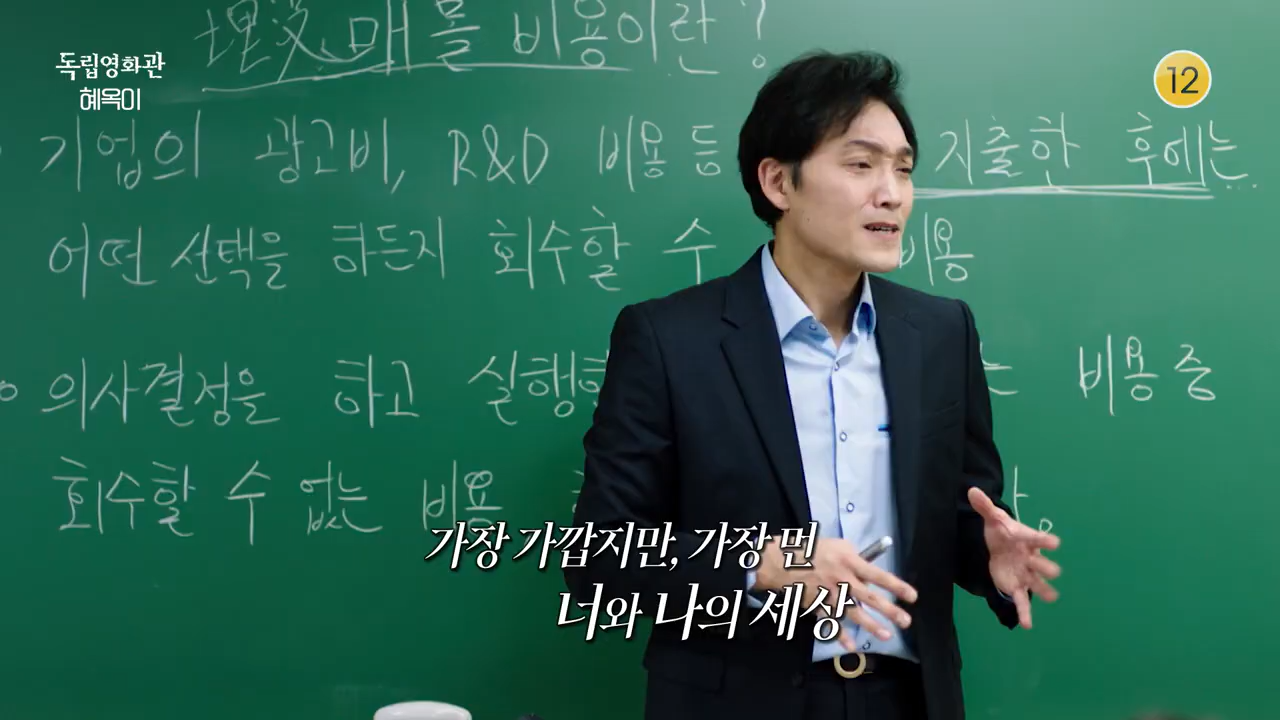 독립영화관
혜옥이
12
埋沒 매몰 비용이란?
기업의 광고비, R&D 비용 등 지출한 후에는...
어떤 선택을 하든지 회수할 수 비용
의사결정을 하고 실행한 는 비용 중
회수할 수 없는 비용
가장 가깝지만, 가장 먼
너와 나의 세상